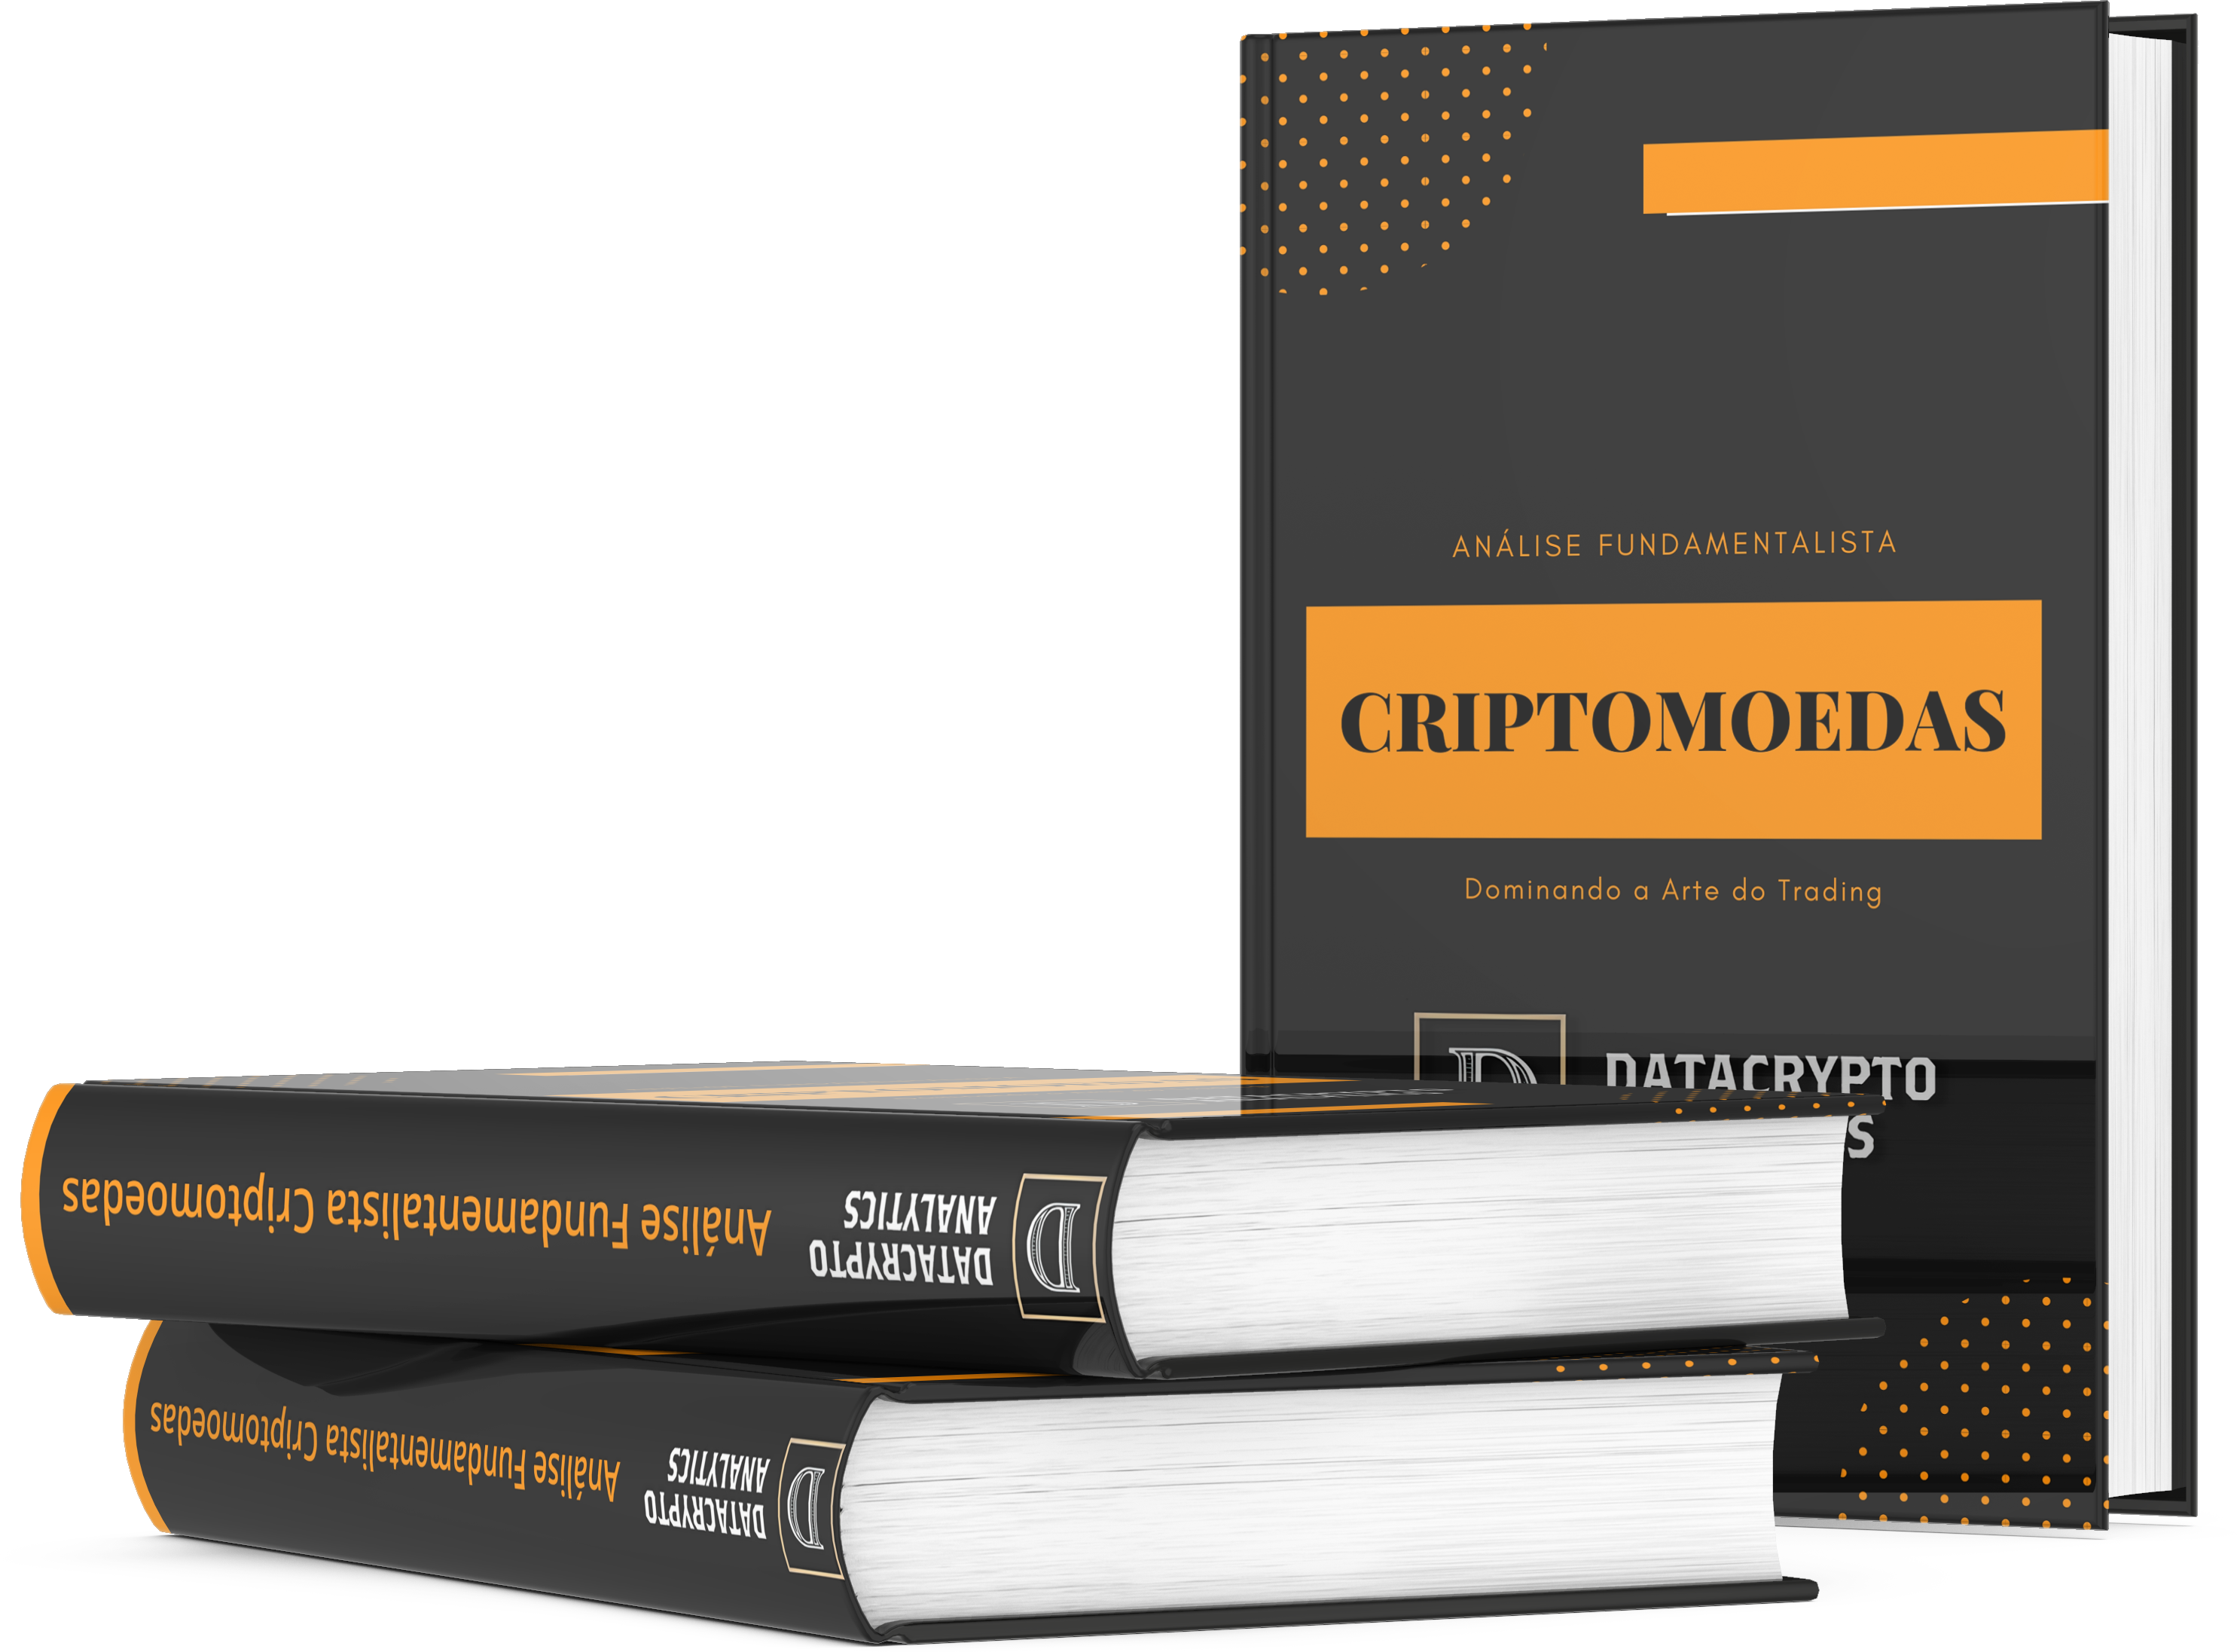 ANÁLISE FUNDAMENTALISTA
CRIPTOMOEDAS
Dominando a Arte do Trading
D
DATACRYPTO
S
Análise Fundamentalista Criptomoedas
DATACRYPTO
ANALYTICS
D
Análise Fundamentalista Criptomoedas
DATACRYPTO
ANALYTICS
D